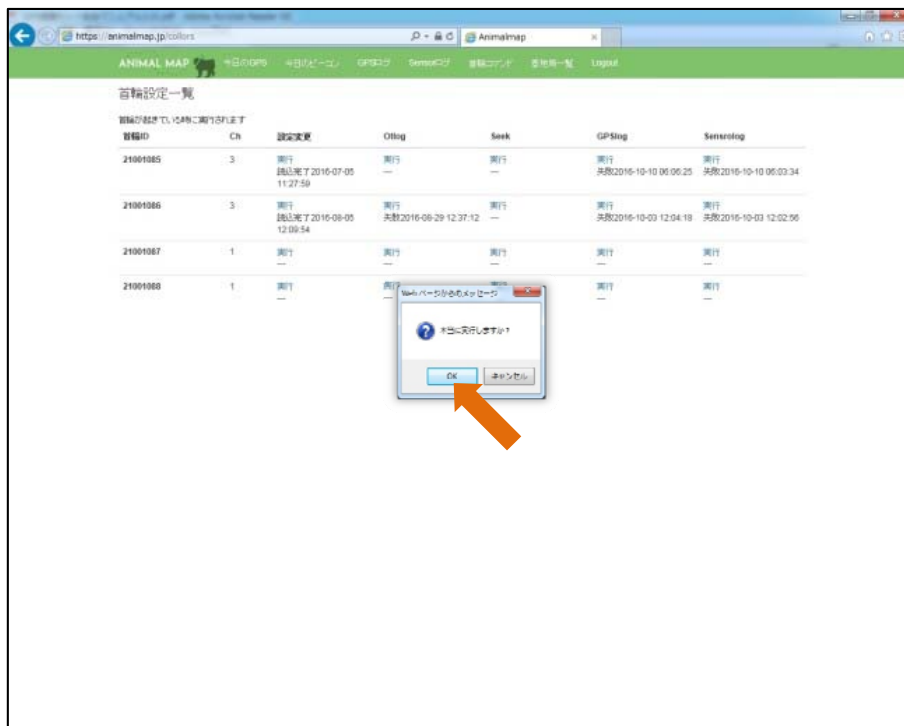 https://animalmap.jp/collars
Animalmap
ANIMAL MAP 今日のGPS 今日のビーコン GPSログ Sensorログ 首輪コマンド 基地局一覧 Logout
首輪設定一覧
首輪が起きている時に実行されます
首輪ID Ch 設定変更 Ollog Seek GPSlog Sensrolog
21001085 3 実行 実行 実行 実行 実行
読込完了2016-07-05 — — 失敗2016-10-10 06:06:25 失敗2016-10-10 06:03:34
11:27:59
21001086 3 実行 実行 実行 実行 実行
読込完了2016-08-05 失敗2016-08-29 12:37:12 — 失敗2016-10-03 12:04:18 失敗2016-10-03 12:02:56
12:09:54
21001087 1 実行 実行 実行 実行 実行
— — — — —
21001088 1 実行 実行 実行
— — — —
Web ページからのメッセージ
本当に実行しますか？
OK キャンセル